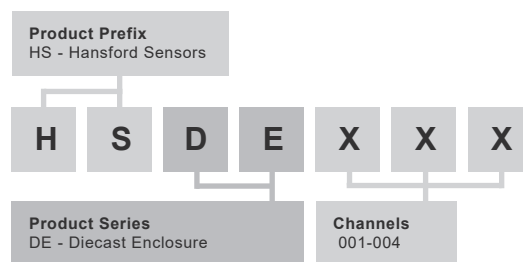 Product Prefix
HS - Hansford Sensors
H S D E X X X
Product Series
DE - Diecast Enclosure
Channels
001-004